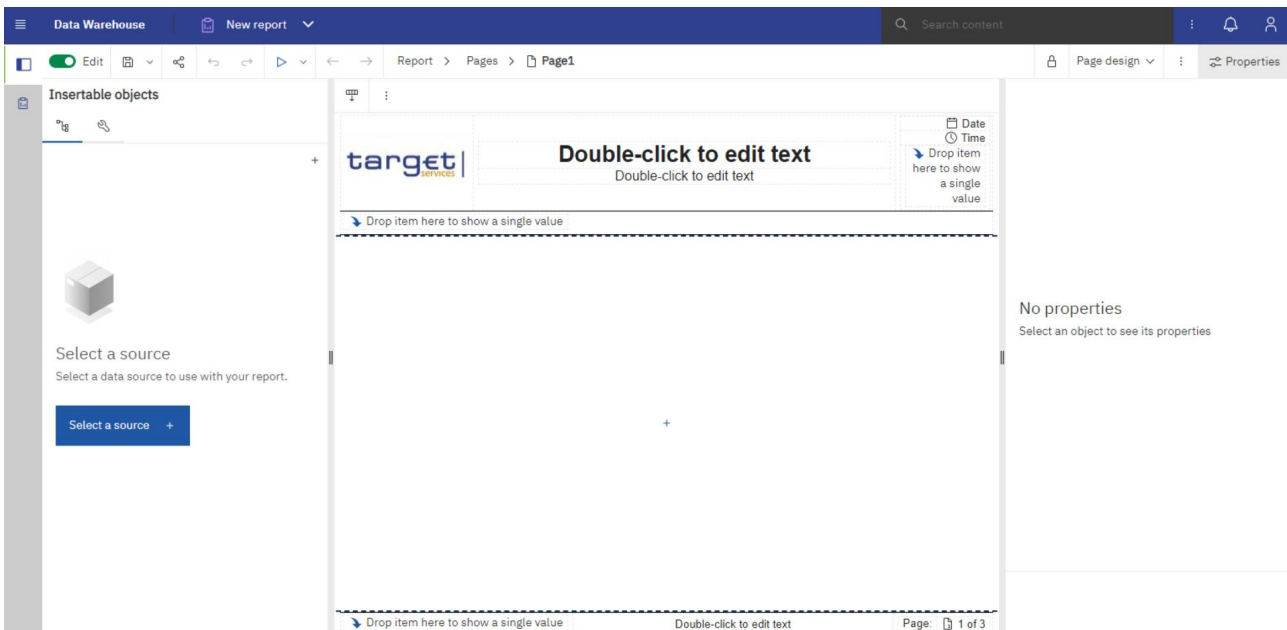 Data Warehouse
New report
Search content
Edit
Report > Pages > Page1
Page design
Properties
Insertable objects
Select a source
Select a data source to use with your report.
Select a source +
target|
services
Double-click to edit text
Double-click to edit text
Date
Time
Drop item
here to show
a single
value
Drop item here to show a single value
Drop item here to show a single value
Double-click to edit text
Page: 1 of 3
No properties
Select an object to see its properties